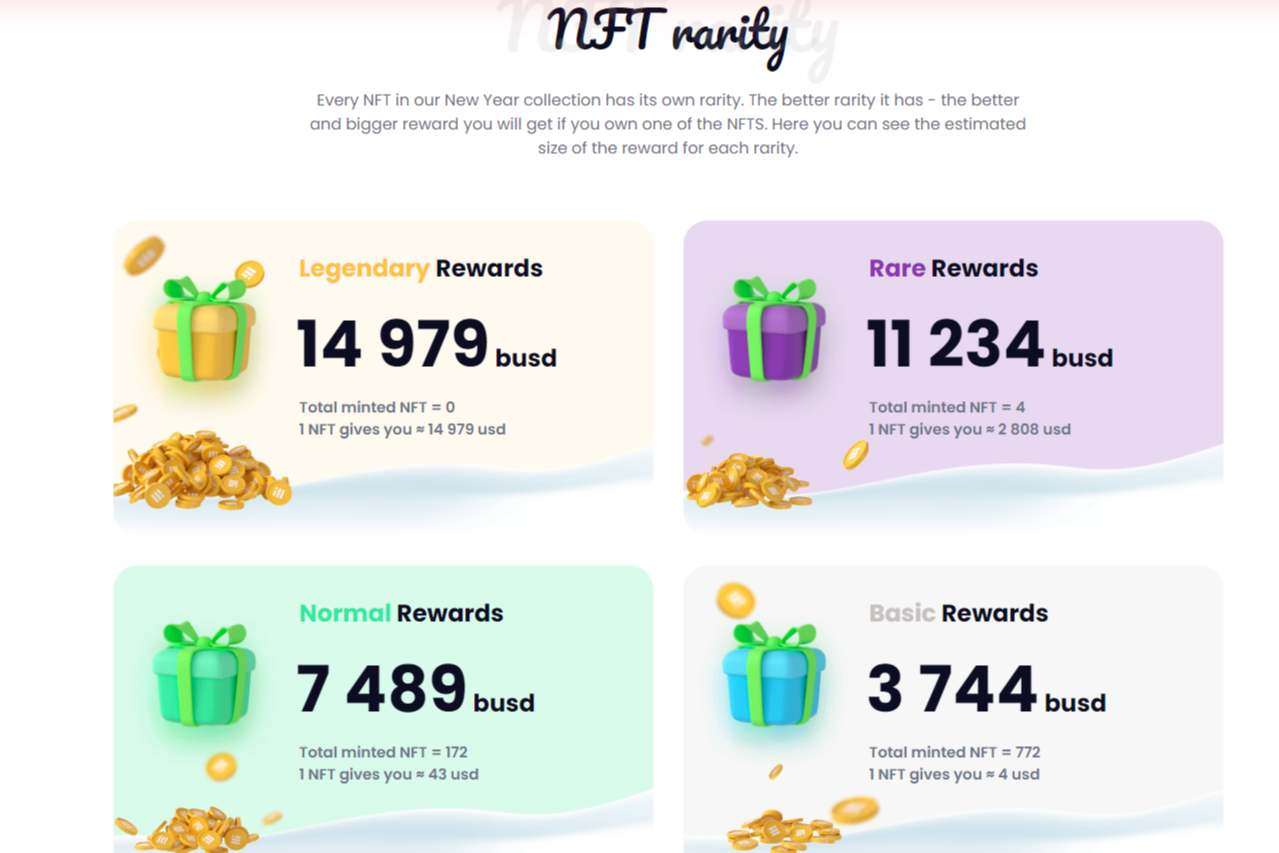 NFT rarity
Every NFT in our New Year collection has its own rarity. The better rarity it has - the better
and bigger reward you will get if you own one of the NFTS. Here you can see the estimated
size of the reward for each rarity.
Legendary Rewards
14 979 busd
Total minted NFT = 0
1 NFT gives you ≈ 14 979 usd
Rare Rewards
11 234 busd
Total minted NFT = 4
1 NFT gives you ≈ 2 808 usd
Normal Rewards
7 489 busd
Total minted NFT = 172
1 NFT gives you ≈ 43 usd
Basic Rewards
3 744 busd
Total minted NFT = 772
1 NFT gives you ≈ 4 usd